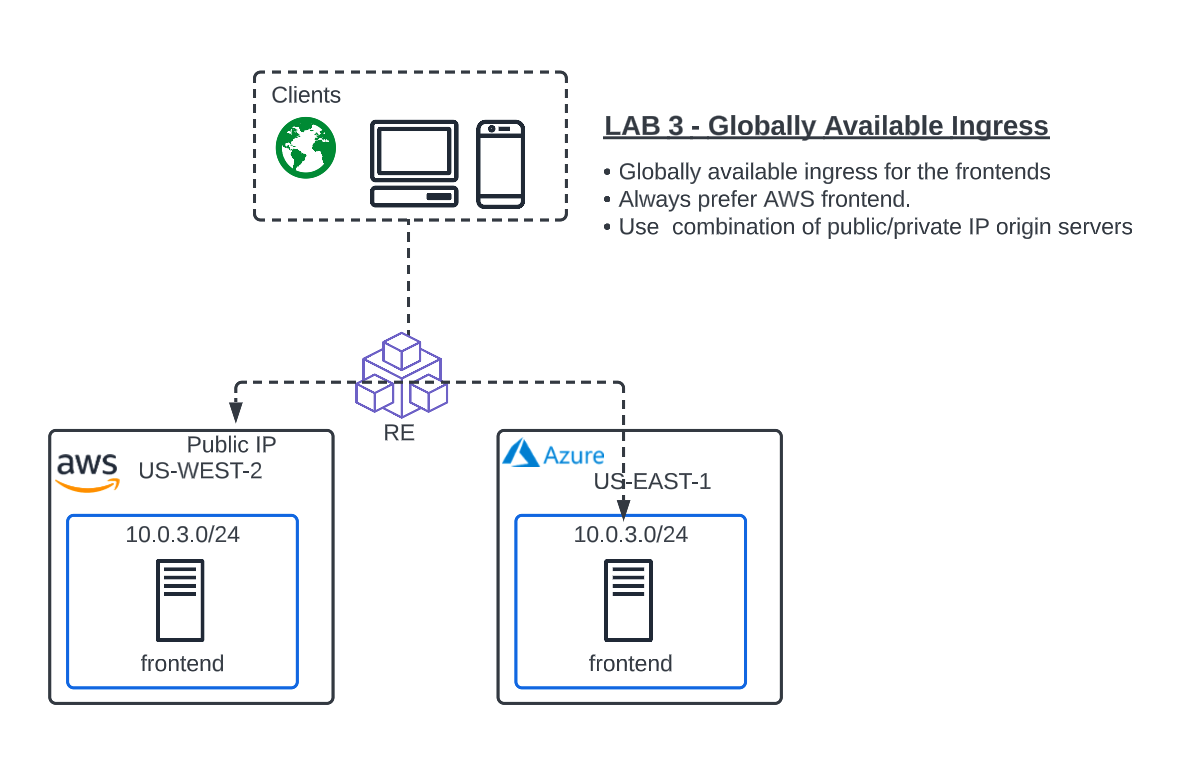 Clients
LAB 3 - Globally Available Ingress
• Globally available ingress for the frontends
• Always prefer AWS frontend.
• Use  combination of public/private IP origin servers
RE
aws
Public IP
US-WEST-2
10.0.3.0/24
frontend
Azure
US-EAST-1
10.0.3.0/24
frontend